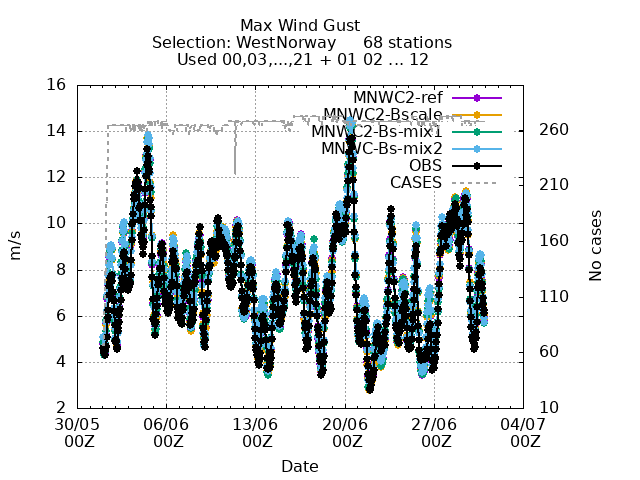 Max Wind Gust
Selection: WestNorway 68 stations
Used 00,03,...,21 + 01 02 ... 12
MNWC2-ref
MNWC2-Bscale
MNWC2-Bs-mix1
MNWC-Bs-mix2
OBS
CASES
m/s
16
14
12
10
8
6
4
2
No cases
260
210
160
110
60
10
30/05 06/06 13/06 20/06 27/06 04/07
00Z 00Z 00Z 00Z 00Z 00Z
Date